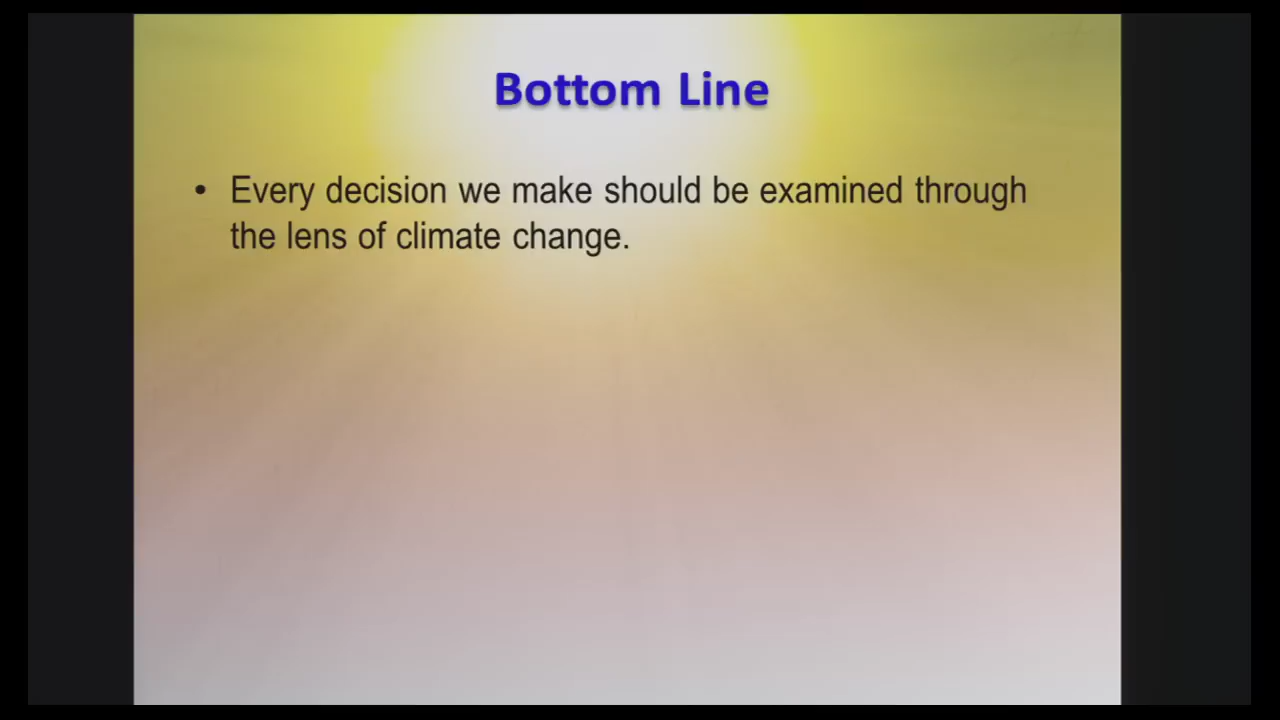 Bottom Line
• Every decision we make should be examined through
the lens of climate change.